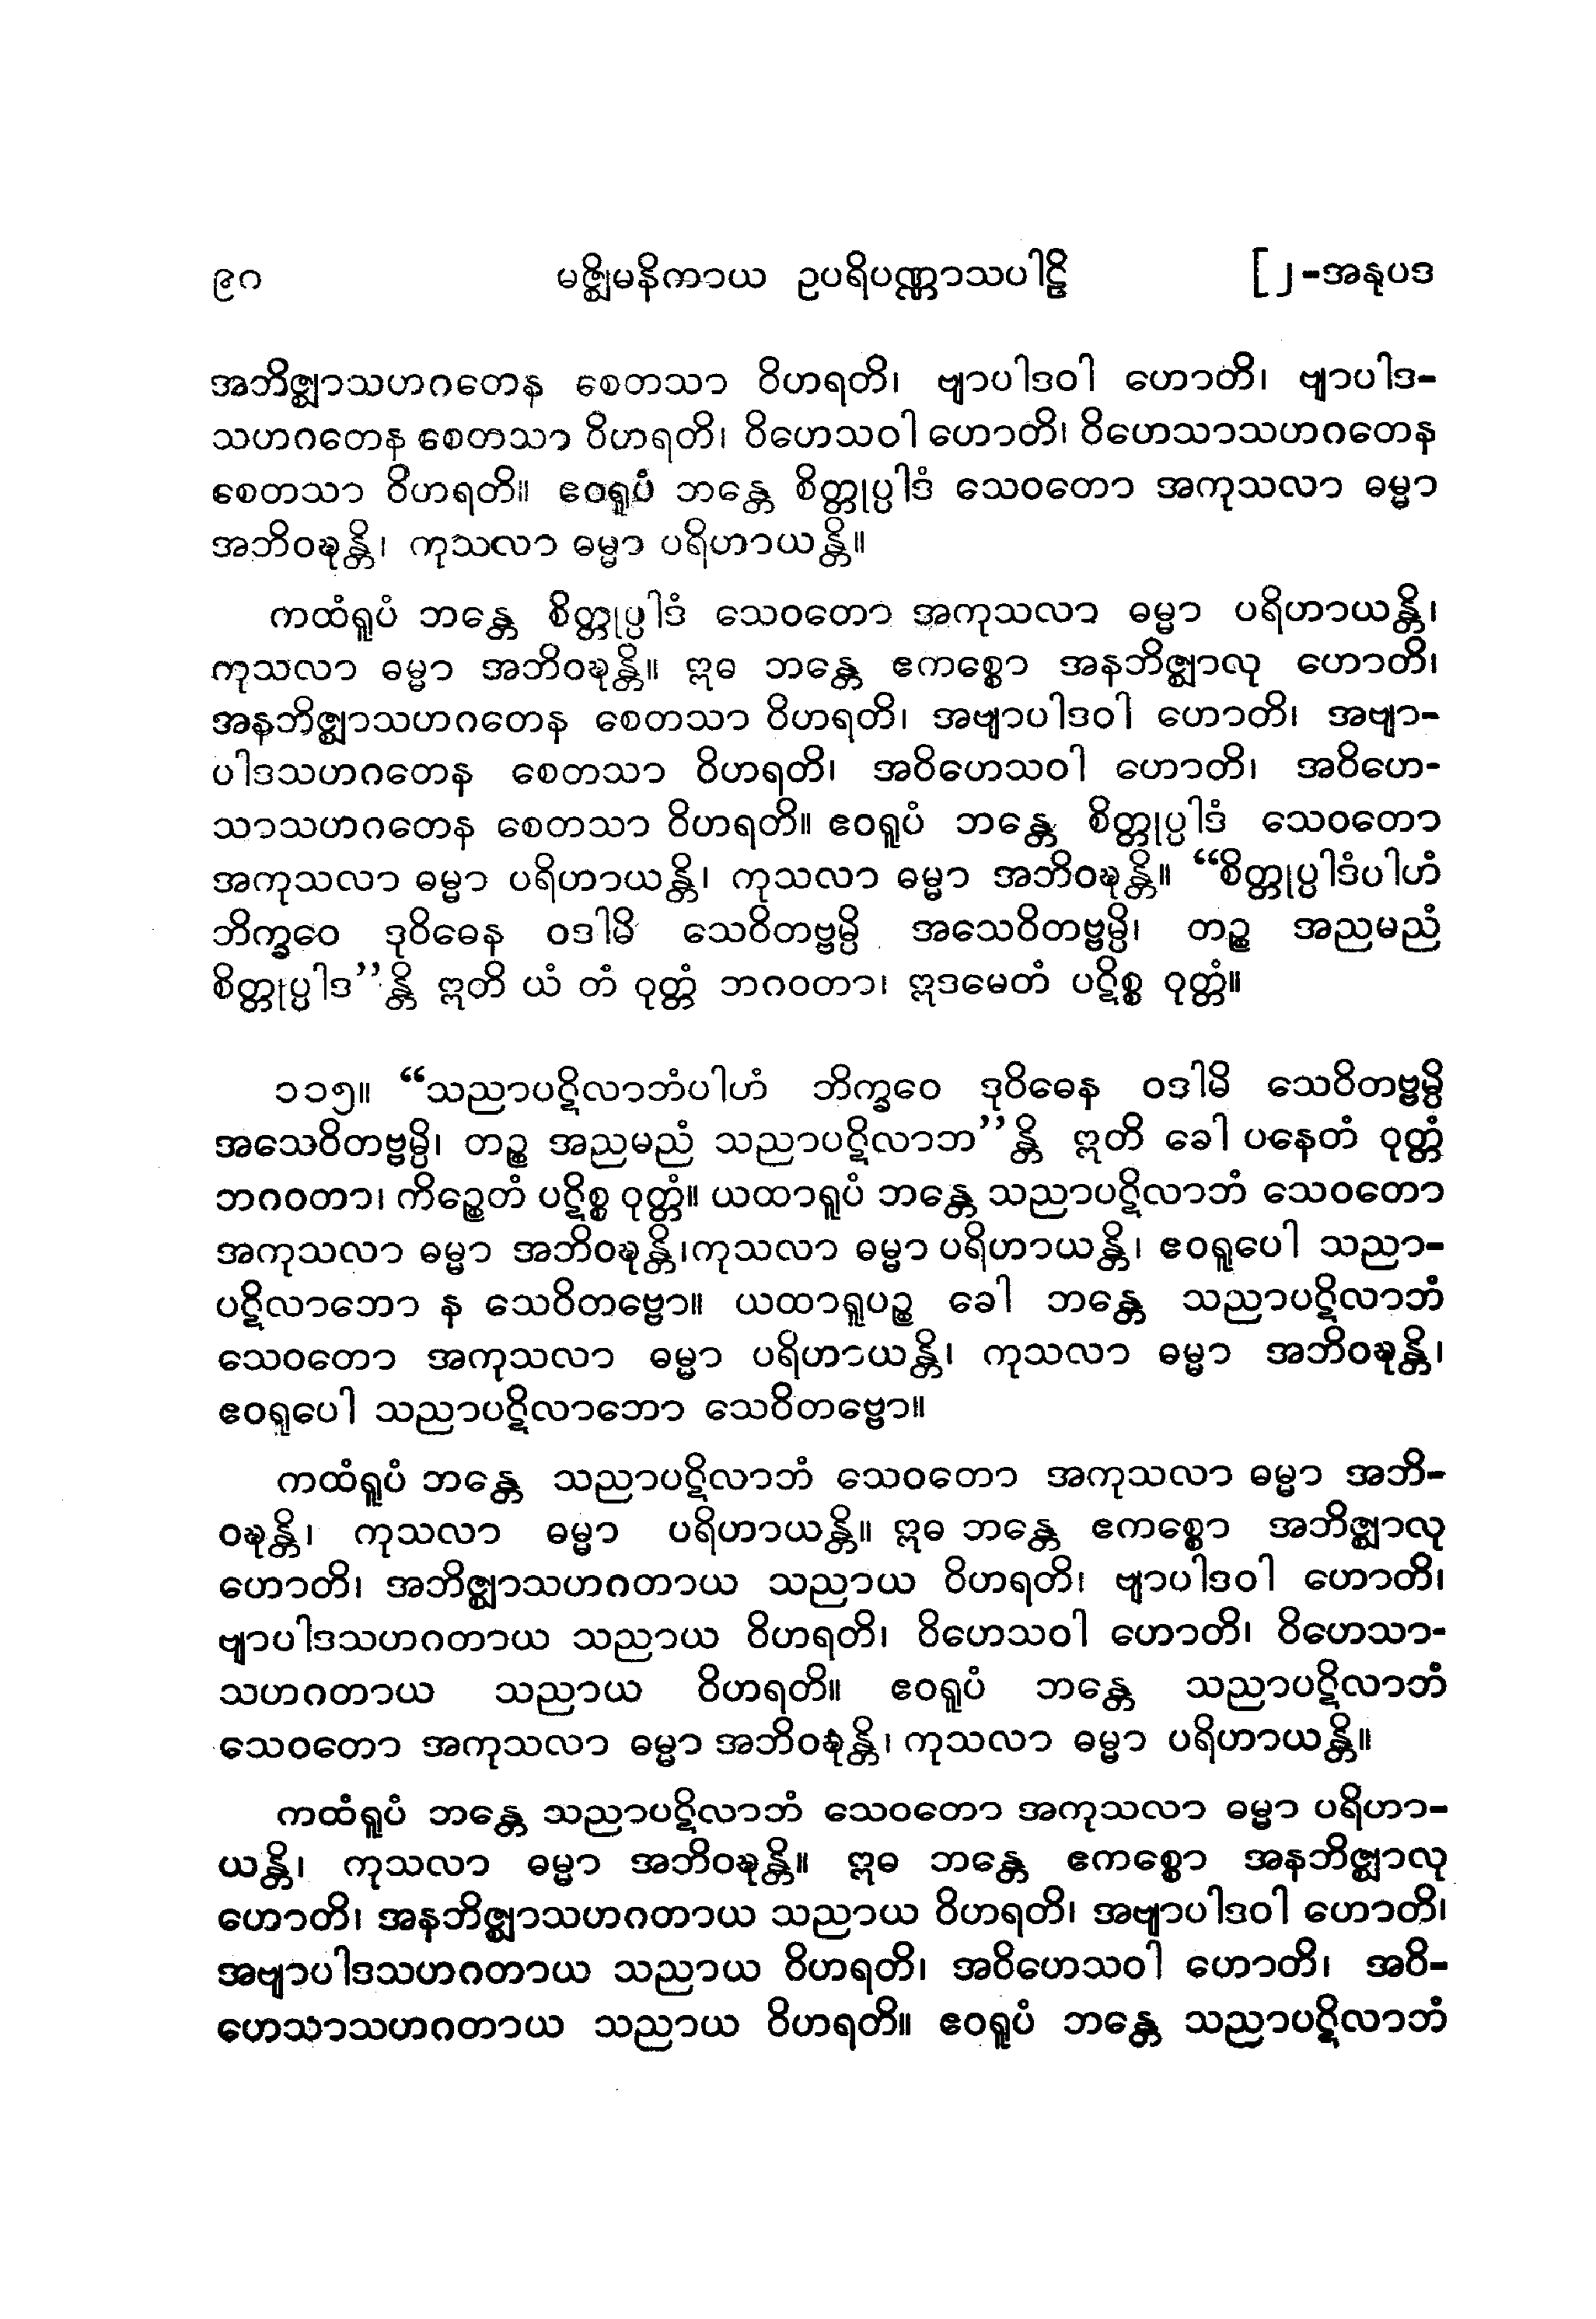 ၉ဂ မဇ္ဈိမနိကာယ ဥပရိပဏ္ဏာသပါဠိ [၂-အနုပဒ
အဘိဇ္ဈာသဟဂတေန စေတသာ ဝိဟရတိ၊ ဗျာပါဒဝါ ဟောတိ၊ ဗျာပါဒ-
သဟဂတေန စေတသာ ဝိဟရတိ၊ ဝိဟေသဝါ ဟောတိ၊ ဝိဟေသာသဟဂတေန
စေတသာ ဝိဟရတိ။ ဧဝရူပံ ဘန္တေ စိတ္တုပ္ပါဒံ သေဝတော အကုသလာ ဓမ္မာ
အဘိဝဍ္ဎန္တိ၊ ကုသလာ ဓမ္မာ ပရိဟာယန္တိ။
ကထံရူပံ ဘန္တေ စိတ္တုပ္ပါဒံ သေဝတော အကုသလာ ဓမ္မာ ပရိဟာယန္တိ၊
ကုသလာ ဓမ္မာ အဘိဝဍ္ဎန္တိ။ ဣဓ ဘန္တေ ဧကစ္စော အနဘိဇ္ဈာလု ဟောတိ၊
အနဘိဇ္ဈာသဟဂတေန စေတသာ ဝိဟရတိ၊ အဗျာပါဒဝါ ဟောတိ၊ အဗျာ-
ပါဒသဟဂတေန စေတသာ ဝိဟရတိ၊ အဝိဟေသဝါ ဟောတိ၊ အဝိဟေ-
သာသဟဂတေန စေတသာ ဝိဟရတိ။ ဧဝရူပံ ဘန္တေ စိတ္တုပ္ပါဒံ သေဝတော
အကုသလာ ဓမ္မာ ပရိဟာယန္တိ၊ ကုသလာ ဓမ္မာ အဘိဝဍ္ဎန္တိ။ “စိတ္တုပ္ပါဒံပါဟံ
ဘိက္ခဝေ ဒုဝိဓေန ဝဒါမိ သေဝိတဗ္ဗမ္ပိ အသေဝိတဗ္ဗမ္ပိ၊ တဉ္စ အညမညံ
စိတ္တုပ္ပါဒ”န္တိ ဣတိ ယံ တံ ဝုတ္တံ ဘဂဝတာ၊ ဣဒမေတံ ပဋိစ္စ ဝုတ္တံ။
၁၁၅။ “သညာပဋိလာဘံပါဟံ ဘိက္ခဝေ ဒုဝိဓေန ဝဒါမိ သေဝိတဗ္ဗမ္ပိ
အသေဝိတဗ္ဗမ္ပိ၊ တဉ္စ အညမညံ သညာပဋိလာဘ”န္တိ ဣတိ ခေါ ပနေတံ ဝုတ္တံ
ဘဂဝတာ၊ ကိဉ္စေတံ ပဋိစ္စ ဝုတ္တံ။ ယထာရူပံ ဘန္တေ သညာပဋိလာဘံ သေဝတော
အကုသလာ ဓမ္မာ အဘိဝဍ္ဎန္တိ၊ကုသလာ ဓမ္မာ ပရိဟာယန္တိ၊ ဧဝရူပေါ သညာ-
ပဋိလာဘော န သေဝိတဗ္ဗော။ ယထာရူပဉ္စ ခေါ ဘန္တေ သညာပဋိလာဘံ
သေဝတော အကုသလာ ဓမ္မာ ပရိဟာယန္တိ၊ ကုသလာ ဓမ္မာ အဘိဝဍ္ဎန္တိ၊
ဧဝရူပေါ သညာပဋိလာဘော သေဝိတဗ္ဗော။
ကထံရူပံ ဘန္တေ သညာပဋိလာဘံ သေဝတော အကုသလာ ဓမ္မာ အဘိ-
ဝဍ္ဎန္တိ၊ ကုသလာ ဓမ္မာ ပရိဟာယန္တိ။ ဣဓ ဘန္တေ ဧကစ္စော အဘိဇ္ဈာလု
ဟောတိ၊ အဘိဇ္ဈာသဟဂတာယ သညာယ ဝိဟရတိ၊ ဗျာပါဒဝါ ဟောတိ၊
ဗျာပါဒသဟဂတာယ သညာယ ဝိဟရတိ၊ ဝိဟေသဝါ ဟောတိ၊ ဝိဟေသာ-
သဟဂတာယ သညာယ ဝိဟရတိ။ ဧဝရူပံ ဘန္တေ သညာပဋိလာဘံ
သေဝတော အကုသလာ ဓမ္မာ အဘိဝဍ္ဎန္တိ၊ ကုသလာ ဓမ္မာ ပရိဟာယန္တိ။
ကထံရူပံ ဘန္တေ သညာပဋိလာဘံ သေဝတော အကုသလာ ဓမ္မာ ပရိဟာ-
ယန္တိ၊ ကုသလာ ဓမ္မာ အဘိဝဍ္ဎန္တိ။ ဣဓ ဘန္တေ ဧကစ္စော အနဘိဇ္ဈာလု
ဟောတိ၊ အနဘိဇ္ဈာသဟဂတာယ သညာယ ဝိဟရတိ၊ အဗျာပါဒဝါ ဟောတိ၊
အဗျာပါဒသဟဂတာယ သညာယ ဝိဟရတိ၊ အဝိဟေသဝါ ဟောတိ၊ အဝိ-
ဟေသာသဟဂတာယ သညာယ ဝိဟရတိ။ ဧဝရူပံ ဘန္တေ သညာပဋိလာဘံ